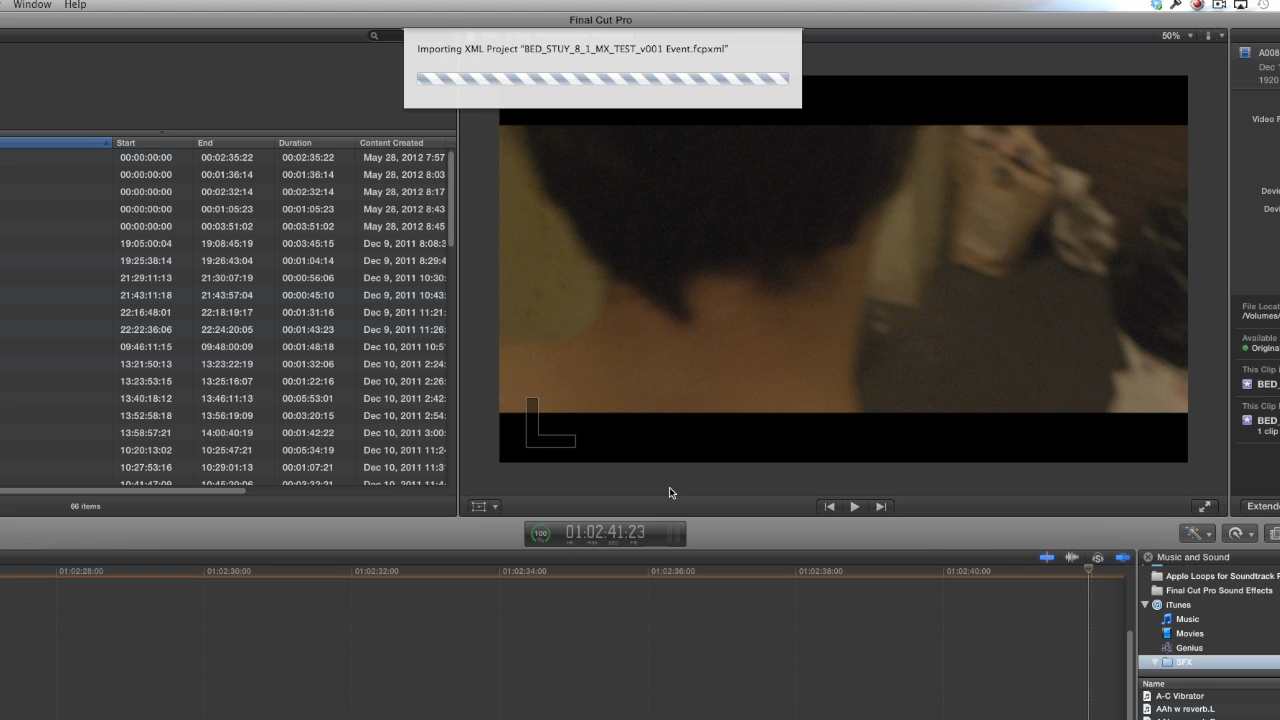 Window Help
Final Cut Pro
Importing XML Project "BED_STUY_8_1_MX_TEST_v001 Event.fcpxml"
50%
A008
Dec
1920
Video
Start End Duration Content Created
00:00:00:00 00:02:35:22 00:02:35:22 May 28, 2012 7:57
00:00:00:00 00:01:36:14 00:01:36:14 May 28, 2012 8:03
00:00:00:00 00:02:32:14 00:02:32:14 May 28, 2012 8:17
00:00:00:00 00:01:05:23 00:01:05:23 May 28, 2012 8:43
00:00:00:00 00:03:51:02 00:03:51:02 May 28, 2012 8:45
19:05:00:04 19:08:45:19 00:03:45:15 Dec 9, 2011 8:08:3
19:25:38:14 19:26:43:04 00:01:04:14 Dec 9, 2011 8:29:4
21:29:11:13 21:30:07:19 00:00:56:06 Dec 9, 2011 10:30:
21:43:11:18 21:43:57:04 00:00:45:10 Dec 9, 2011 10:43:
22:16:48:01 22:18:19:17 00:01:31:16 Dec 9, 2011 11:21:
22:22:36:06 22:24:20:05 00:01:43:23 Dec 9, 2011 11:26:
09:46:11:15 09:48:00:09 00:01:48:18 Dec 10, 2011 10:5
13:21:50:13 13:23:22:19 00:01:32:06 Dec 10, 2011 2:24:
13:23:53:15 13:25:16:07 00:01:22:16 Dec 10, 2011 2:26:
13:40:18:12 13:46:11:13 00:05:53:01 Dec 10, 2011 2:42:
13:52:58:18 13:56:19:09 00:03:20:15 Dec 10, 2011 2:54:
13:58:57:21 14:00:40:19 00:01:42:22 Dec 10, 2011 3:00:
10:20:13:02 10:25:47:21 00:05:34:19 Dec 10, 2011 11:24
10:27:53:16 10:29:01:13 00:01:07:21 Dec 10, 2011 11:31
66 items
File Locat
/Volumes/
Available
Origina
This Clip
BED_
This Clip
BED_
1 clip
Extende
100
01:02:41:23
HR MIN SEC FR
01:02:28:00 01:02:30:00 01:02:32:00 01:02:34:00 01:02:36:00 01:02:38:00 01:02:40:00
Music and Sound
Apple Loops for Soundtrack P
Final Cut Pro Sound Effects
iTunes
Music
Movies
Genius
SFX
Name
A-C Vibrator
AAh w reverb.L